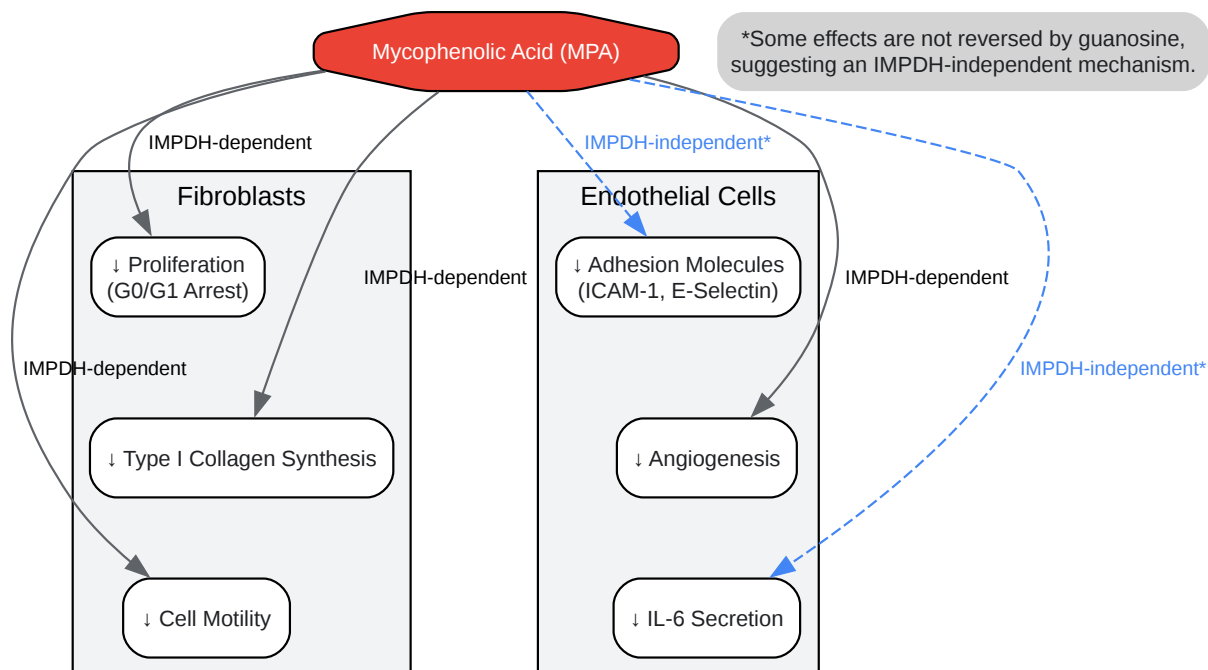 Mycophenolic Acid (MPA)
*Some effects are not reversed by guanosine,
suggesting an IMPDH-independent mechanism.
IMPDH-dependent
IMPDH-independent*
Fibroblasts
Endothelial Cells
↓ Proliferation
(G0/G1 Arrest)
IMPDH-dependent
↓ Adhesion Molecules
(ICAM-1, E-Selectin)
IMPDH-dependent
IMPDH-dependent
IMPDH-independent*
↓ Type I Collagen Synthesis
↓ Angiogenesis
↓ Cell Motility
↓ IL-6 Secretion